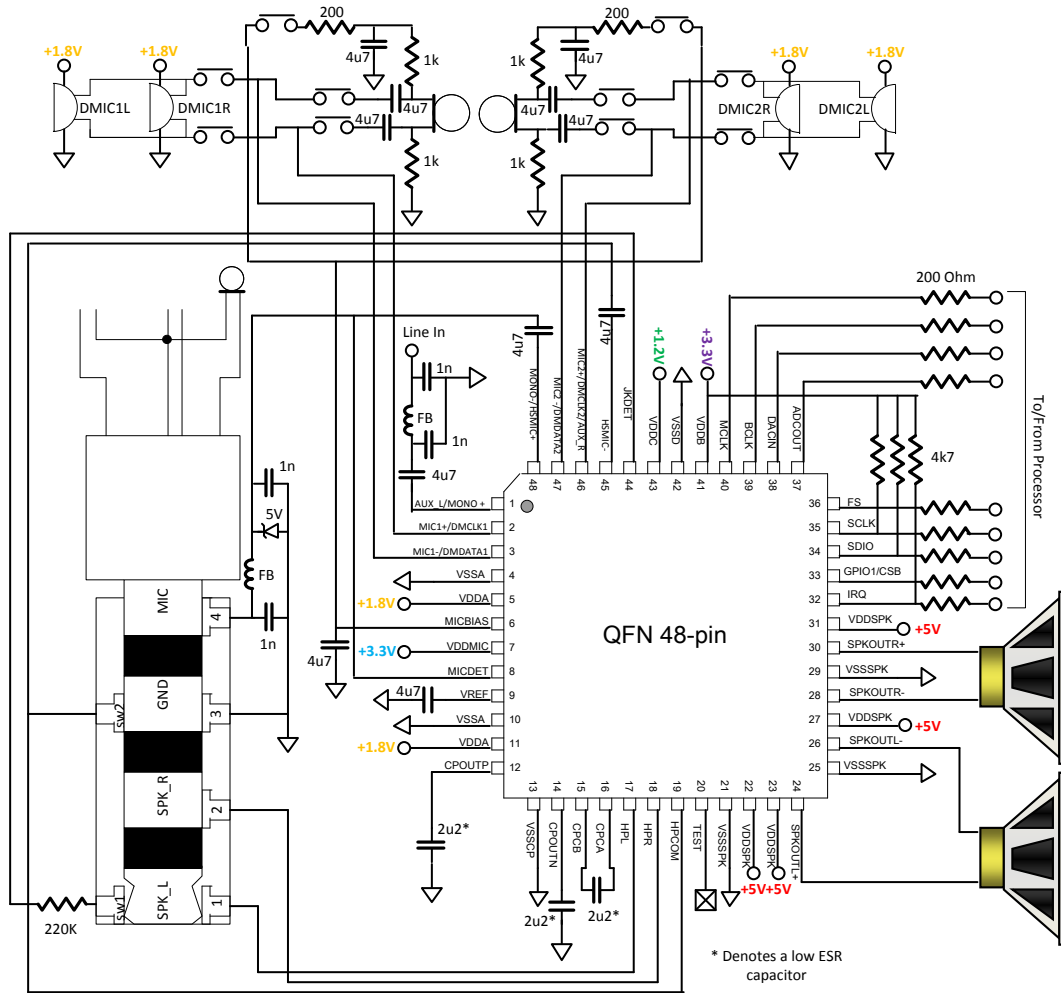 200
200
4u7
4u7
1k
1k
+1.8V
+1.8V
+1.8V
+1.8V
DMIC1L
DMIC1R
DMIC2R
DMIC2L
4u7
4u7
4u7
4u7
1k
1k
200 Ohm
Line In
4u7
4u7
+1.2V
+3.3V
1n
FB
1n
4u7
To/From Processor
4k7
MONO-/HSMIC+
MIC2-/DMDATA2
MIC2+/DMCLK2/AUX_R
HSMIC-
JKDET
VDDC
VSSD
VDDB
MCLK
BCLK
DACIN
ADCOUT
48
47
46
45
44
43
42
41
40
39
38
37
AUX_L/MONO +
1
MIC1+/DMCLK1
2
MIC1-/DMDATA1
3
VSSA
4
+1.8V
VDDA
5
MICBIAS
6
+3.3V
VDDMIC
7
MICDET
8
4u7
VREF
9
VSSA
10
+1.8V
VDDA
11
CPOUTP
12
4u7
QFN 48-pin
36
FS
35
SCLK
34
SDIO
33
GPIO1/CSB
32
IRQ
31
VDDSPK
+5V
30
SPKOUTR+
29
VSSSPK
28
SPKOUTR-
27
VDDSPK
+5V
26
SPKOUTL-
25
VSSSPK
13
14
15
16
17
18
19
20
21
22
23
24
VSSCP
CPOUTN
CPCB
CPCA
HPL
HPR
HPCOM
TEST
VSSSPK
VDDSPK
VDDSPK
SPKOUTL+
+5V
+5V
2u2*
2u2*
2u2*
1n
5V
FB
1n
MIC
4
GND
3
sw2
SPK_R
2
SPK_L
1
sw1
220K
* Denotes a low ESR
capacitor